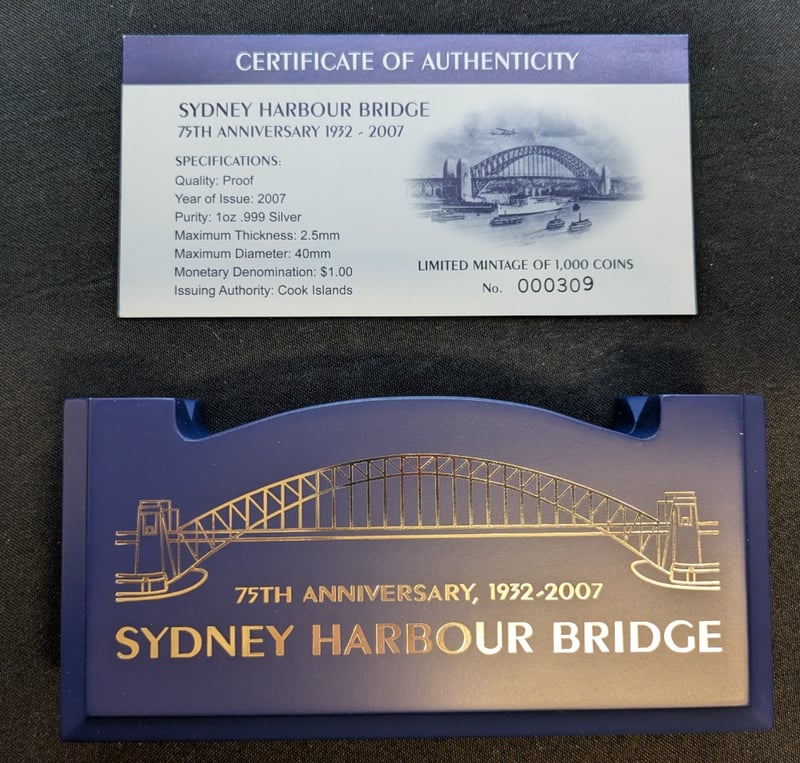 CERTIFICATE OF AUTHENTICITY
SYDNEY HARBOUR BRIDGE
75TH ANNIVERSARY 1932 - 2007
SPECIFICATIONS:
Quality: Proof
Year of Issue: 2007
Purity: 1oz .999 Silver
Maximum Thickness: 2.5mm
Maximum Diameter: 40mm
Monetary Denomination: $1.00
Issuing Authority: Cook Islands
LIMITED MINTAGE OF 1,000 COINS
No. 000309
75TH ANNIVERSARY, 1932-2007
SYDNEY HARBOUR BRIDGE